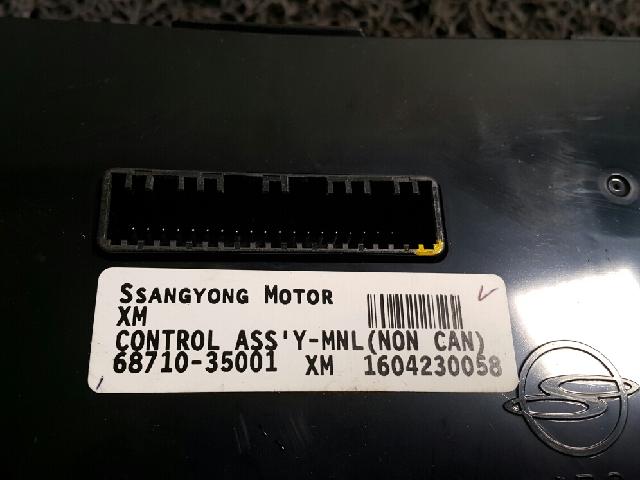 SSANGYONG MOTOR
XM
CONTROL ASS'Y-MNL(NON CAN)
68710-35001 XM 1604230058